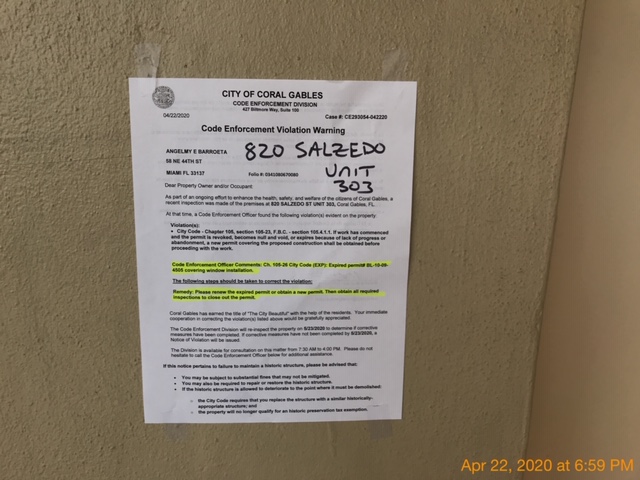 CITY OF CORAL GABLES
CODE ENFORCEMENT DIVISION
427 Biltmore Way, Suite 100
04/22/2020
Case #: CE293054-042220
Code Enforcement Violation Warning
ANGELMY E BARROETA
820 SALZEDO
58 NE 44TH ST
UNIT
MIAMI FL 33137
Folio #: 0341080670060
303
Dear Property Owner and/or Occupant:
As part of an ongoing effort to enhance the health, safety, and welfare of the citizens of Coral Gables, a
recent inspection was made of the premises at 820 SALZEDO ST UNIT 303, Coral Gables, FL.
At that time, a Code Enforcement Officer found the following violation(s) evident on the property:
Violation(s):
• City Code - Chapter 105, section 105-23, F.B.C. - section 105.4.1.1. If work has commenced
and the permit is revoked, becomes null and void, or expires because of lack of progress or
abandonment, a new permit covering the proposed construction shall be obtained before
proceeding with the work.
Code Enforcement Officer Comments: Ch. 105-26 City Code (EXP): Expired permit# BL-10-09-
4505 covering window installation.
The following steps should be taken to correct the violation:
Remedy: Please renew the expired permit or obtain a new permit. Then obtain all required
inspections to close out the permit.
Coral Gables has earned the title of "The City Beautiful" with the help of the residents. Your immediate
cooperation in correcting the violation(s) listed above would be gratefully appreciated.
The Code Enforcement Division will re-inspect the property on 5/23/2020 to determine if corrective
measures have been completed. If corrective measures have not been completed by 5/23/2020, a
Notice of Violation will be issued.
The Division is available for consultation on this matter from 7:30 AM to 4:00 PM. Please do not
hesitate to call the Code Enforcement Officer below for additional assistance.
If this notice pertains to failure to maintain a historic structure, please be advised that:
• You may be subject to substantial fines that may not be mitigated.
• You may also be required to repair or restore the historic structure.
• If the historic structure is allowed to deteriorate to the point where it must be demolished:
○ the City Code requires that you replace the structure with a similar historically-
appropriate structure; and
○ the property will no longer qualify for an historic preservation tax exemption.
Apr 22, 2020 at 6:59 PM